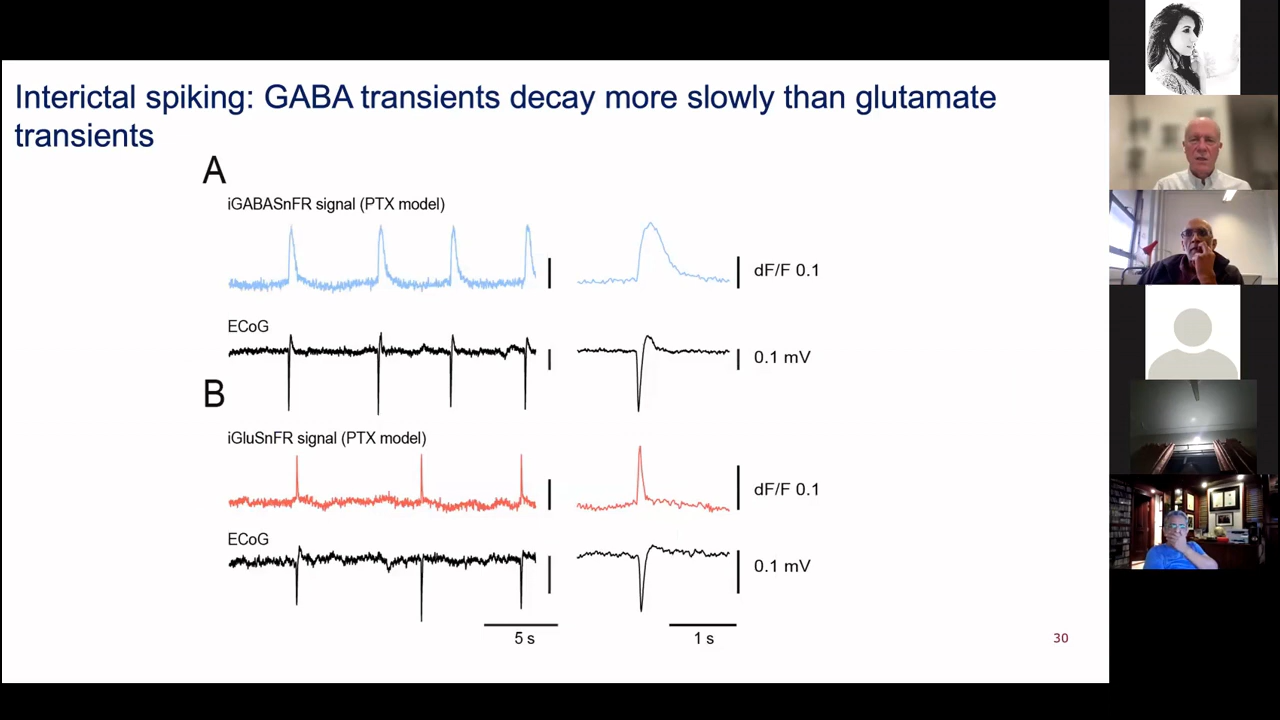 Interictal spiking: GABA transients decay more slowly than glutamate
transients
A
iGABASnFR signal (PTX model)
dF/F 0.1
ECoG
0.1 mV
B
iGluSnFR signal (PTX model)
dF/F 0.1
ECoG
0.1 mV
5 s
1 s
30